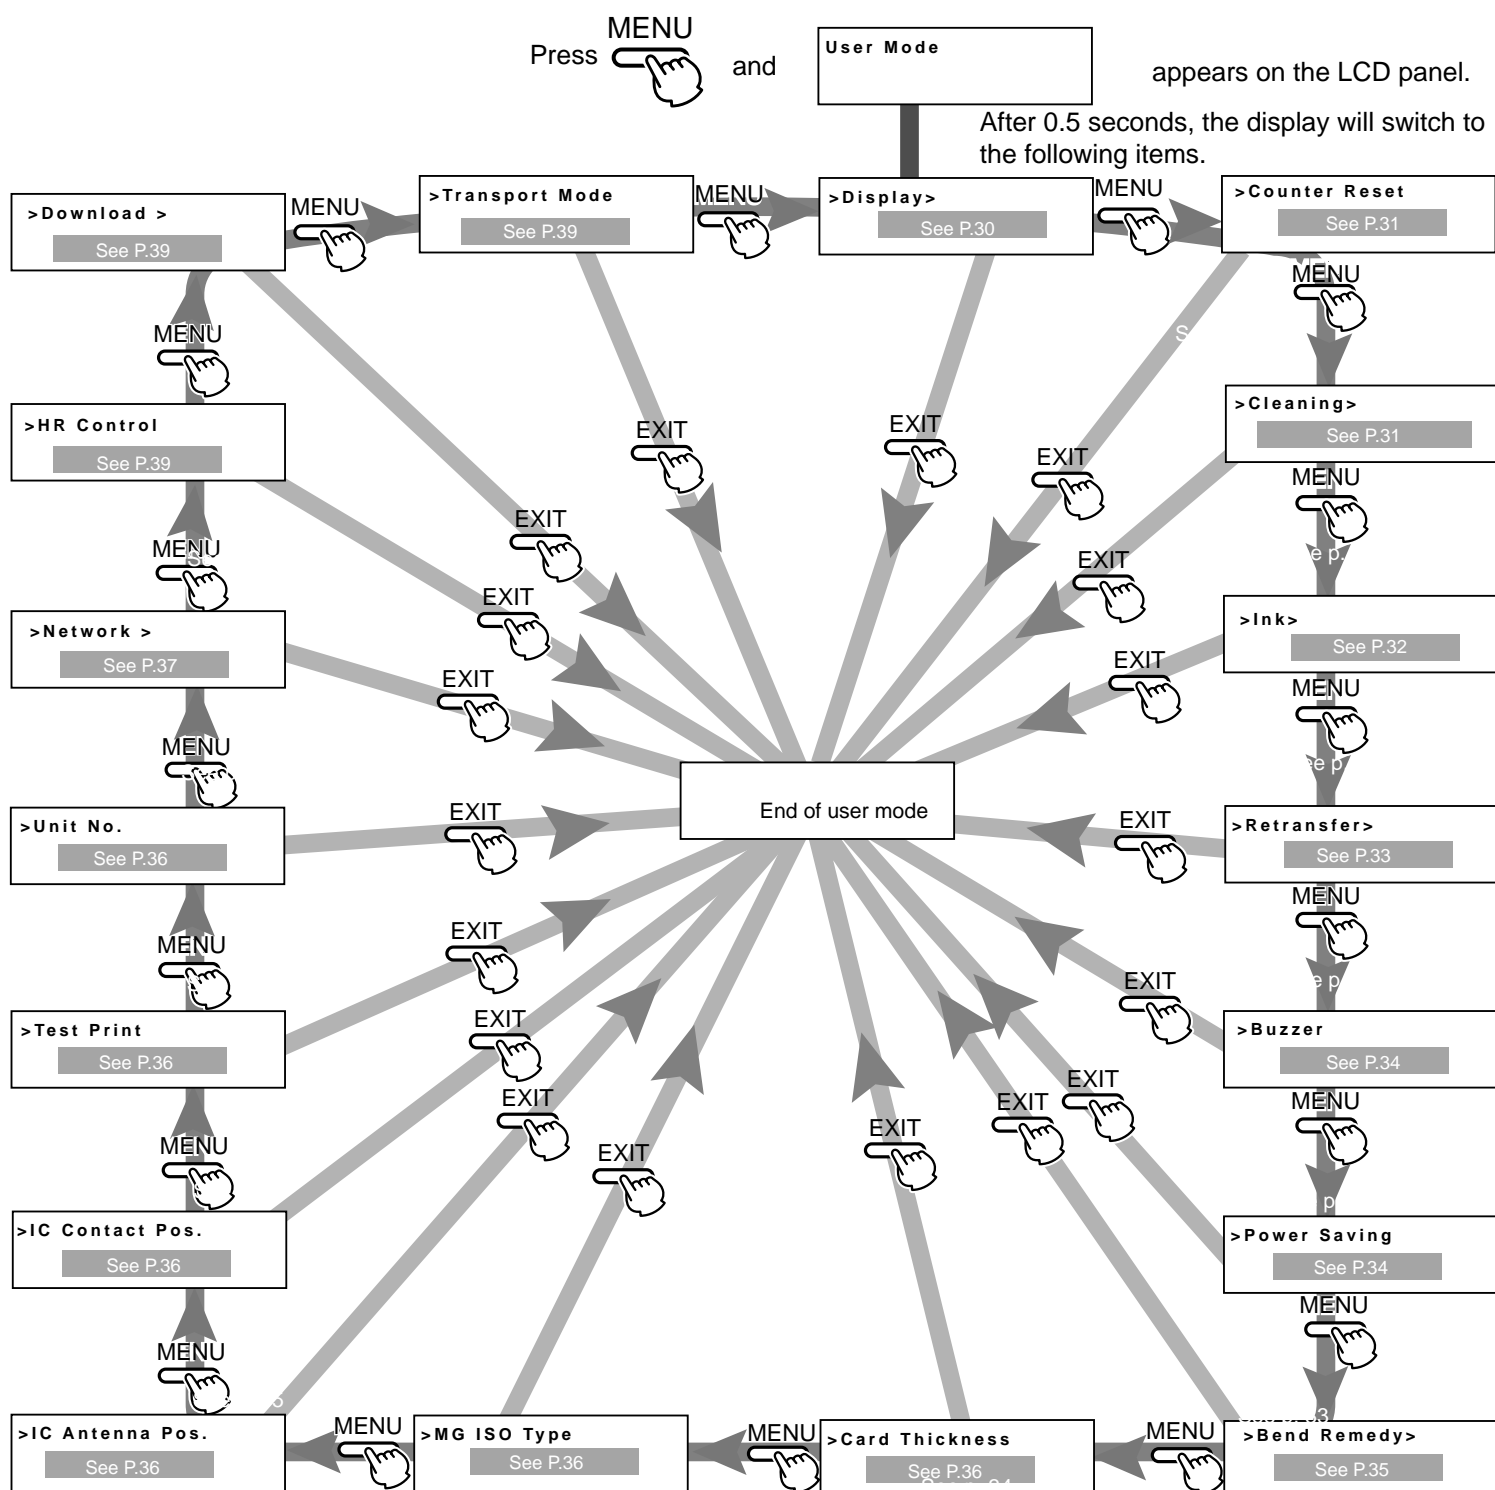 MENU
Press
and
User Mode
appears on the LCD panel.
After 0.5 seconds, the display will switch to
the following items.
>Download >
See P.39
MENU
>Transport Mode
See P.39
MENU
>Display>
See P.30
MENU
>Counter Reset
See P.31
MENU
MENU
>Cleaning>
See P.31
>HR Control
See P.39
EXIT
EXIT
EXIT
MENU
EXIT
EXIT
MENU
EXIT
>Ink>
See P.32
>Network >
See P.37
EXIT
EXIT
MENU
MENU
End of user mode
>Unit No.
See P.36
EXIT
EXIT
>Retransfer>
See P.33
MENU
MENU
EXIT
EXIT
>Test Print
See P.36
EXIT
>Buzzer
See P.34
EXIT
EXIT
EXIT
MENU
MENU
EXIT
EXIT
>IC Contact Pos.
See P.36
>Power Saving
See P.34
MENU
MENU
>IC Antenna Pos.
See P.36
MENU
>MG ISO Type
See P.36
MENU
>Card Thickness
See P.36
MENU
>Bend Remedy>
See P.35